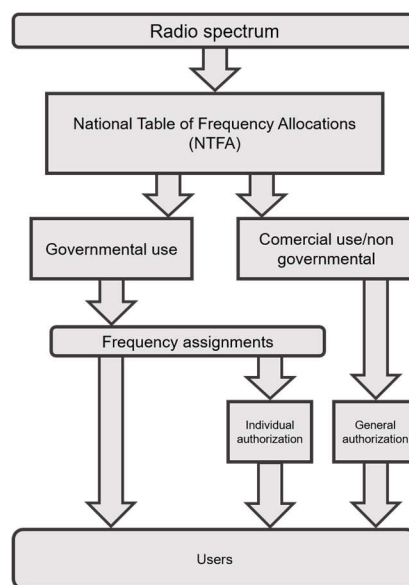 Radio spectrum
National Table of Frequency Allocations
(NTFA)
Governmental use
Comercial use/non
governmental
Frequency assignments
Individual
authorization
General
authorization
Users